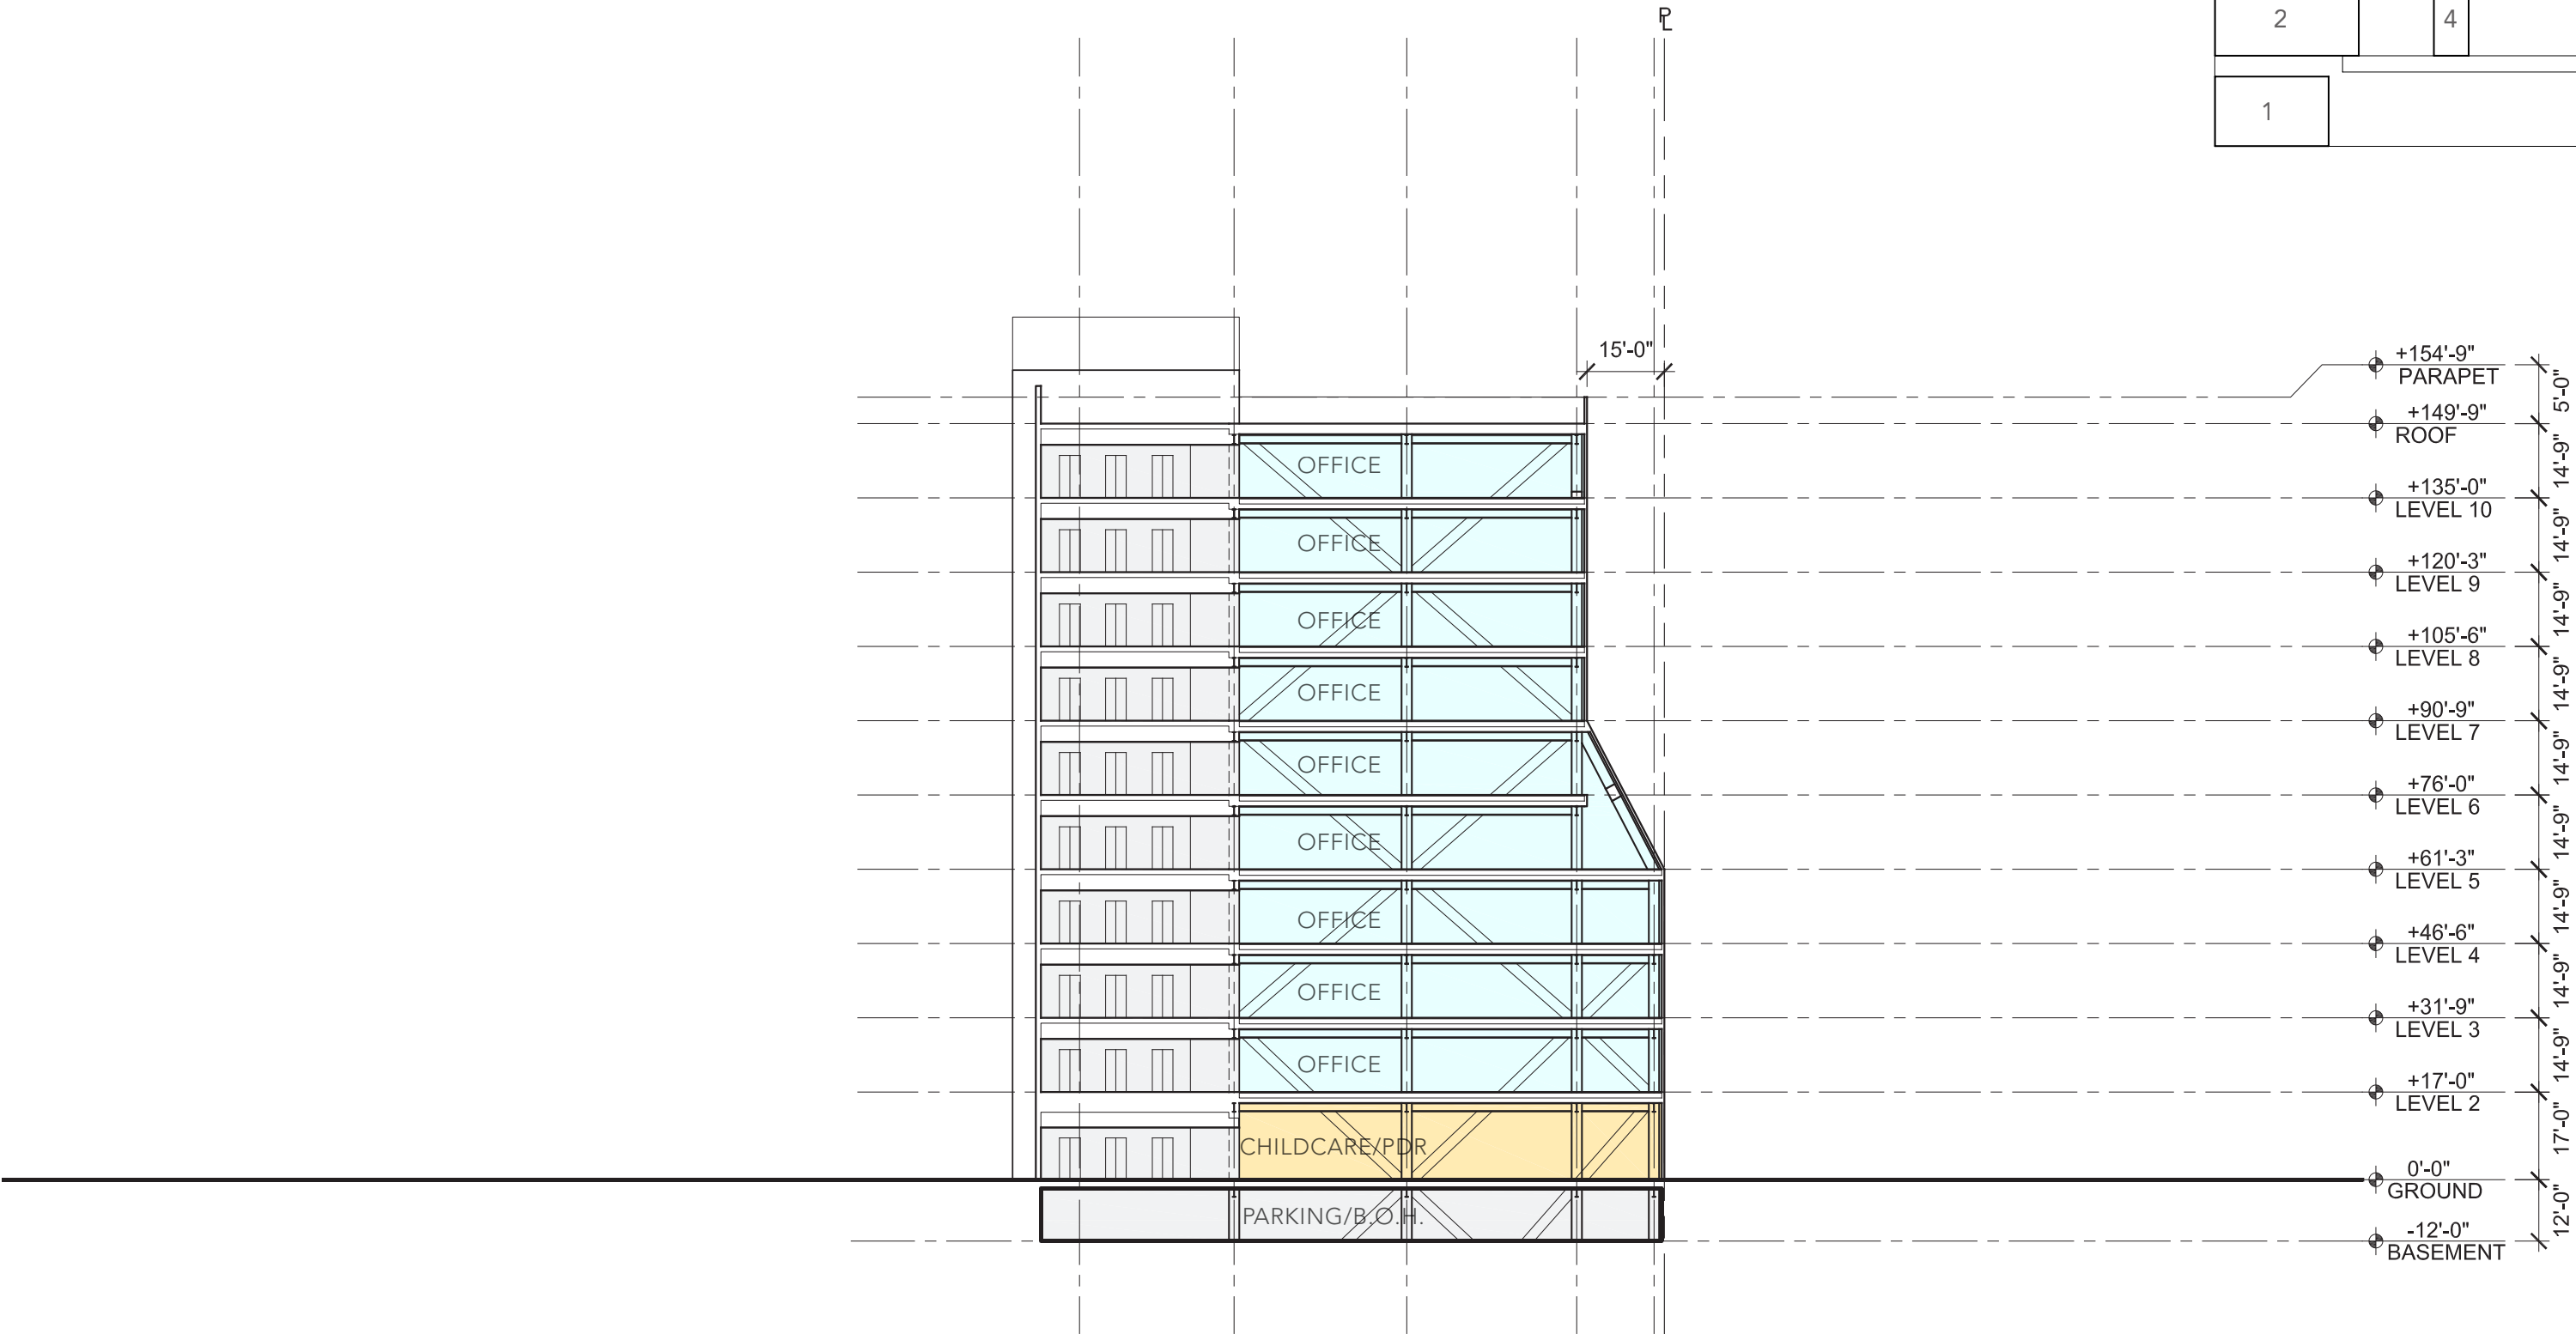 PL
2
4
1
15'-0"
+154'-9"
PARAPET
5'-0"
+149'-9"
ROOF
14'-9"
OFFICE
+135'-0"
LEVEL 10
14'-9"
OFFICE
+120'-3"
LEVEL 9
14'-9"
OFFICE
+105'-6"
LEVEL 8
14'-9"
OFFICE
+90'-9"
LEVEL 7
14'-9"
OFFICE
+76'-0"
LEVEL 6
14'-9"
OFFICE
+61'-3"
LEVEL 5
14'-9"
OFFICE
+46'-6"
LEVEL 4
14'-9"
OFFICE
+31'-9"
LEVEL 3
14'-9"
OFFICE
+17'-0"
LEVEL 2
17'-0"
CHILDCARE/PDR
0'-0"
GROUND
12'-0"
PARKING/B.O.H.
-12'-0"
BASEMENT